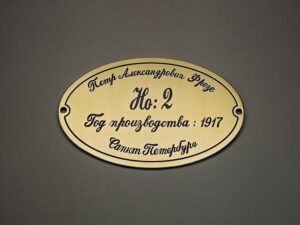 Петр Александрович Фрезе
No: 2
Год производства : 1917
Санкт Петербург